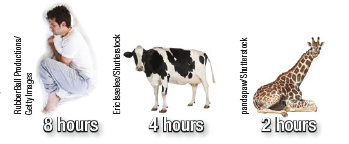 RubberBall Productions/
Getty Images
8 hours
Eric Isselee/Shutterstock
4 hours
pandapaw/Shutterstock
2 hours